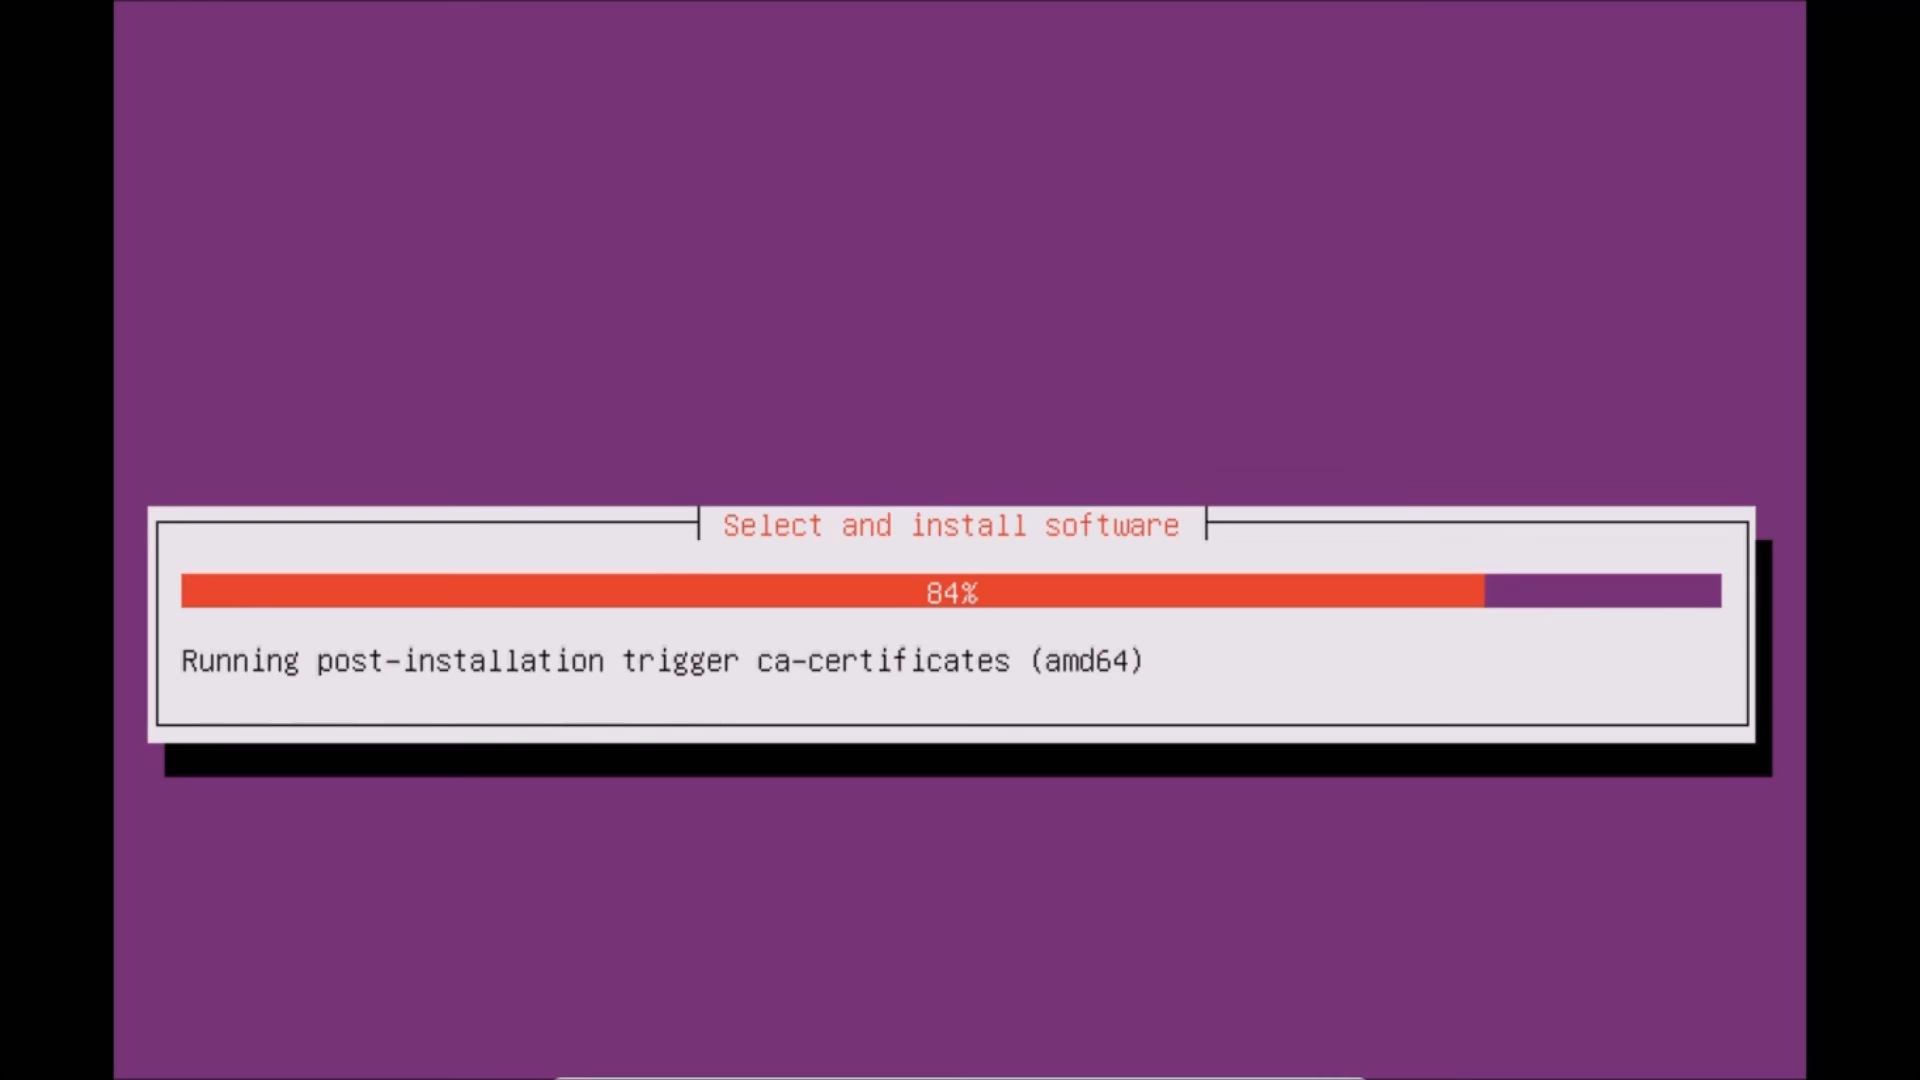 Select and install software
84%
Running post-installation trigger ca-certificates (amd64)